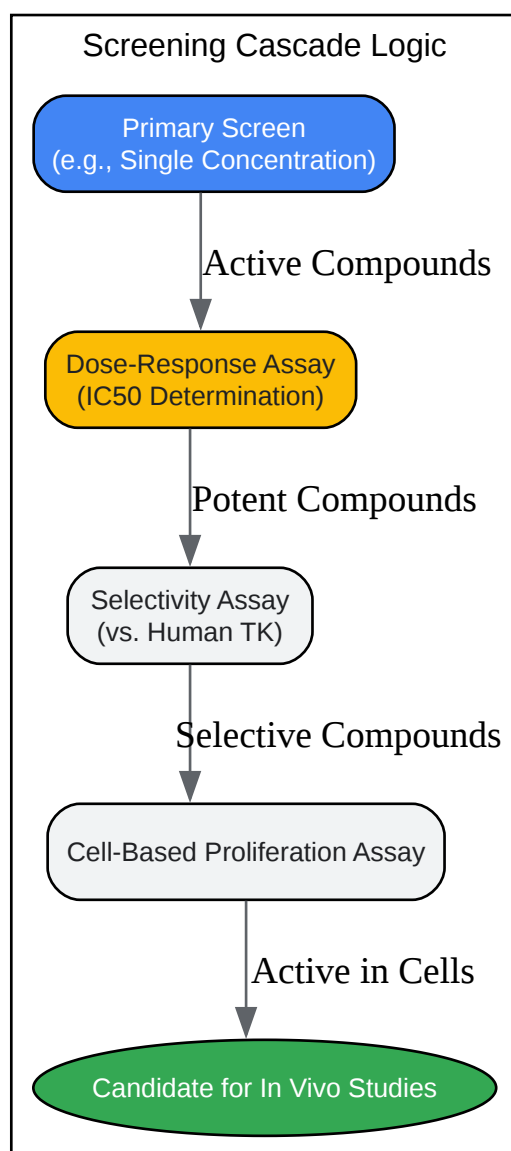 Screening Cascade Logic
Primary Screen
(e.g., Single Concentration)
Active Compounds
Dose-Response Assay
(IC50 Determination)
Potent Compounds
Selectivity Assay
(vs. Human TK)
Selective Compounds
Cell-Based Proliferation Assay
Active in Cells
Candidate for In Vivo Studies